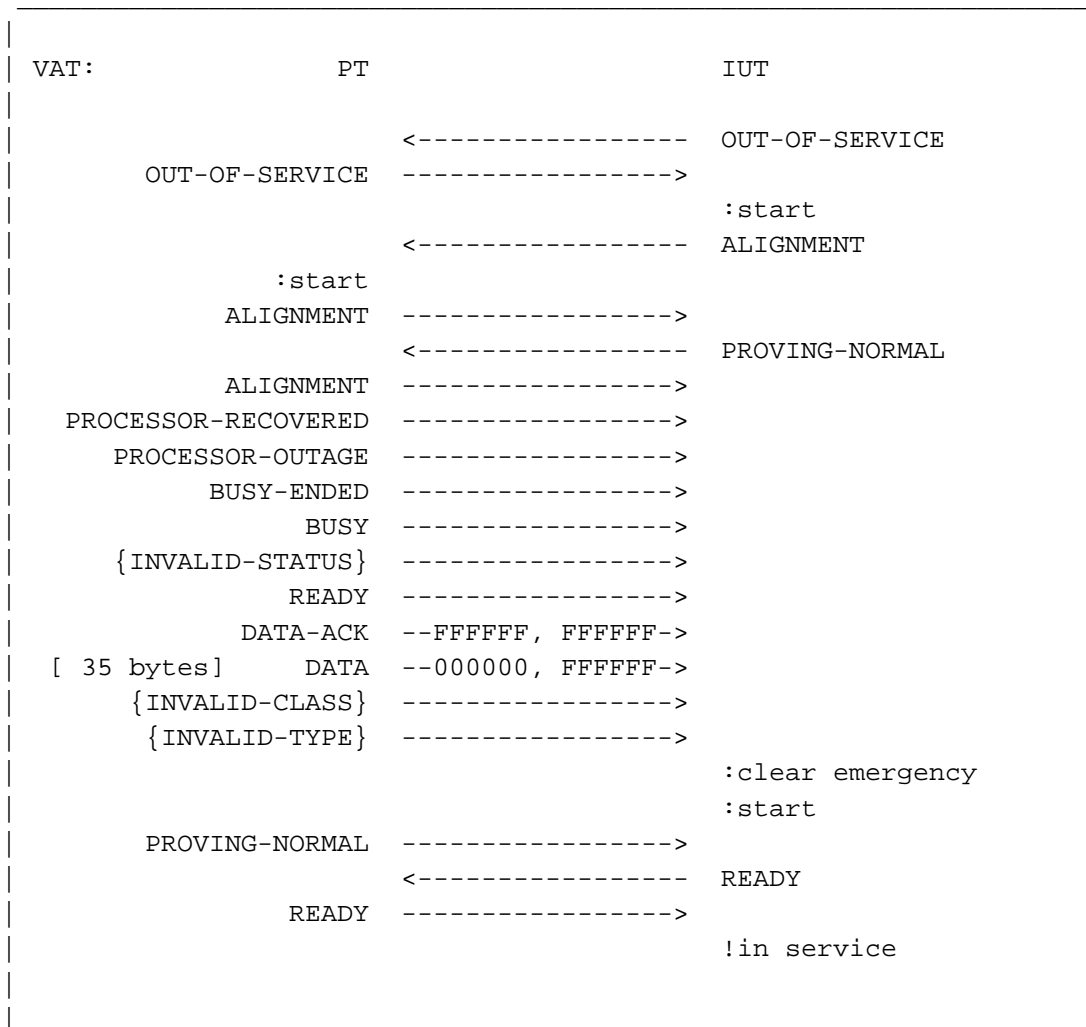 VAT: PT IUT
<----------------- OUT-OF-SERVICE
OUT-OF-SERVICE ----------------->
:start
<----------------- ALIGNMENT
:start
ALIGNMENT ----------------->
<----------------- PROVING-NORMAL
ALIGNMENT ----------------->
PROCESSOR-RECOVERED ----------------->
PROCESSOR-OUTAGE ----------------->
BUSY-ENDED ----------------->
BUSY ----------------->
{INVALID-STATUS} ----------------->
READY ----------------->
DATA-ACK --FFFFFF, FFFFFF->
[ 35 bytes] DATA --000000, FFFFFF->
{INVALID-CLASS} ----------------->
{INVALID-TYPE} ----------------->
:clear emergency
:start
PROVING-NORMAL ----------------->
<----------------- READY
READY ----------------->
!in service